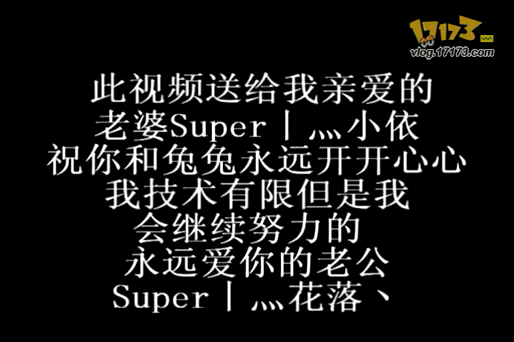 17173
vlog.17173.com
此视频送给我亲爱的
老婆Super丨灬小依
祝你和兔兔永远开开心心
我技术有限但是我
会继续努力的
永远爱你的老公
Super丨灬花落丶